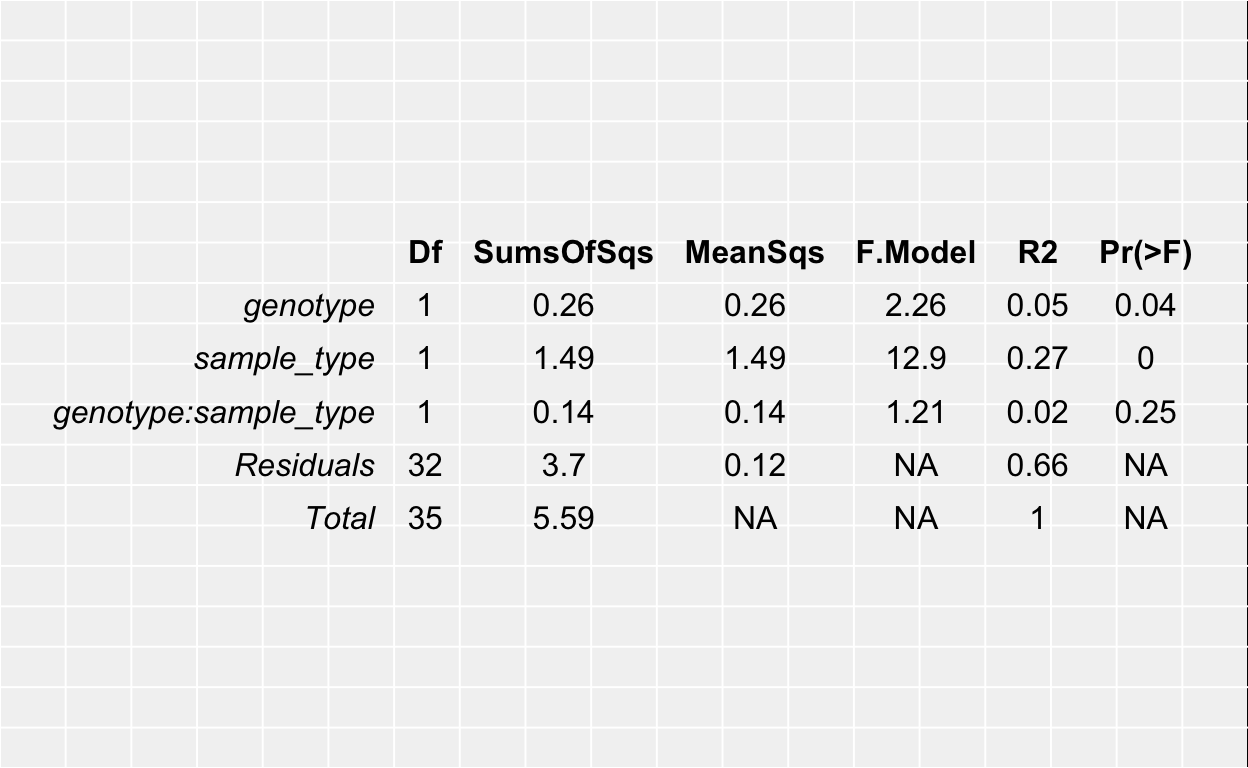 Df SumsOfSqs MeanSqs F.Model R2 Pr(>F)
genotype 1 0.26 0.26 2.26 0.05 0.04
sample_type 1 1.49 1.49 12.9 0.27 0
genotype:sample_type 1 0.14 0.14 1.21 0.02 0.25
Residuals 32 3.7 0.12 NA 0.66 NA
Total 35 5.59 NA NA 1 NA